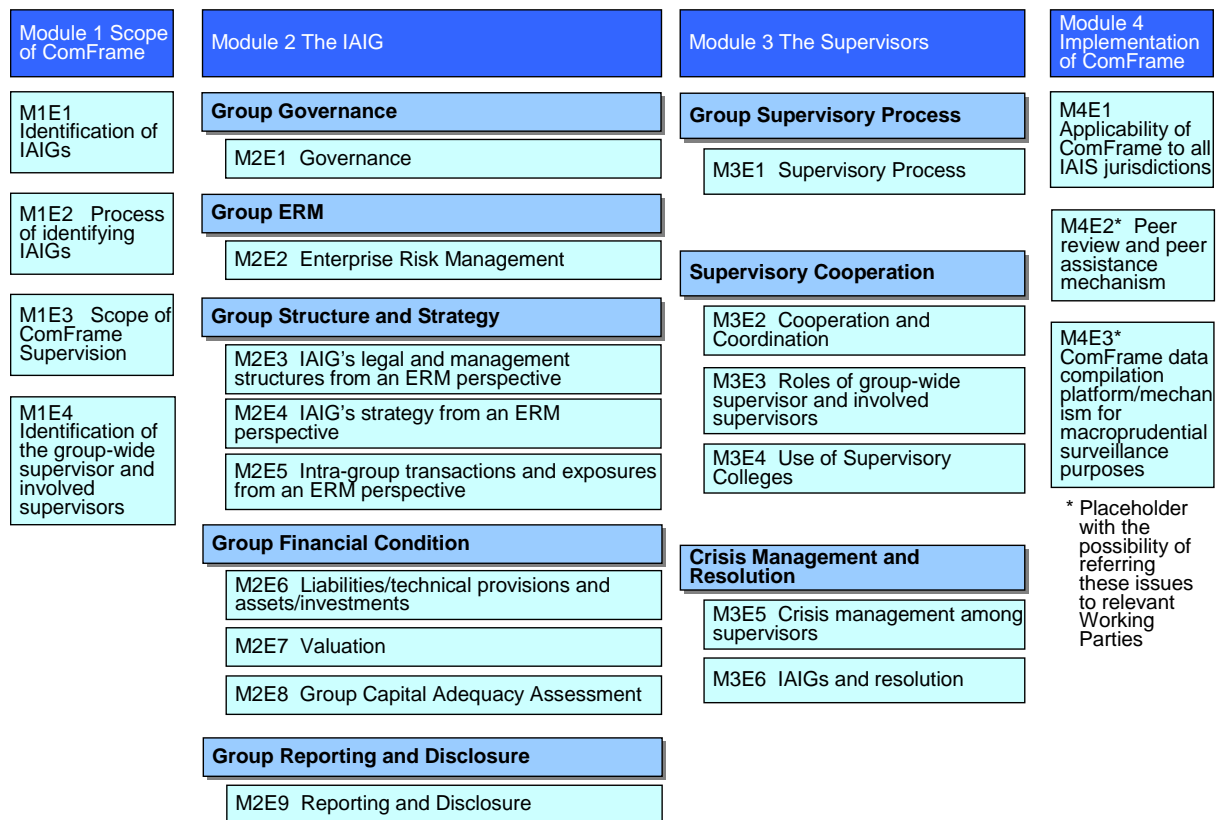 Module 1 Scope
of ComFrame
M1E1
Identification of
IAIGs
M1E2 Process
of identifying
IAIGs
M1E3 Scope of
ComFrame
Supervision
M1E4
Identification of
the group-wide
supervisor and
involved
supervisors
Module 2 The IAIG
Group Governance
M2E1 Governance
Group ERM
M2E2 Enterprise Risk Management
Group Structure and Strategy
M2E3 IAIG's legal and management
structures from an ERM perspective
M2E4 IAIG's strategy from an ERM
perspective
M2E5 Intra-group transactions and exposures
from an ERM perspective
Group Financial Condition
M2E6 Liabilities/technical provisions and
assets/investments
M2E7 Valuation
M2E8 Group Capital Adequacy Assessment
Group Reporting and Disclosure
M2E9 Reporting and Disclosure
Module 3 The Supervisors
Group Supervisory Process
M3E1 Supervisory Process
Supervisory Cooperation
M3E2 Cooperation and
Coordination
M3E3 Roles of group-wide
supervisor and involved
supervisors
M3E4 Use of Supervisory
Colleges
Crisis Management and
Resolution
M3E5 Crisis management among
supervisors
M3E6 IAIGs and resolution
Module 4
Implementation
of ComFrame
M4E1
Applicability of
ComFrame to all
IAIS jurisdictions
M4E2* Peer
review and peer
assistance
mechanism
M4E3*
ComFrame data
compilation
platform/mechan
ism for
macroprudential
surveillance
purposes
* Placeholder
with the
possibility of
referring
these issues
to relevant
Working
Parties